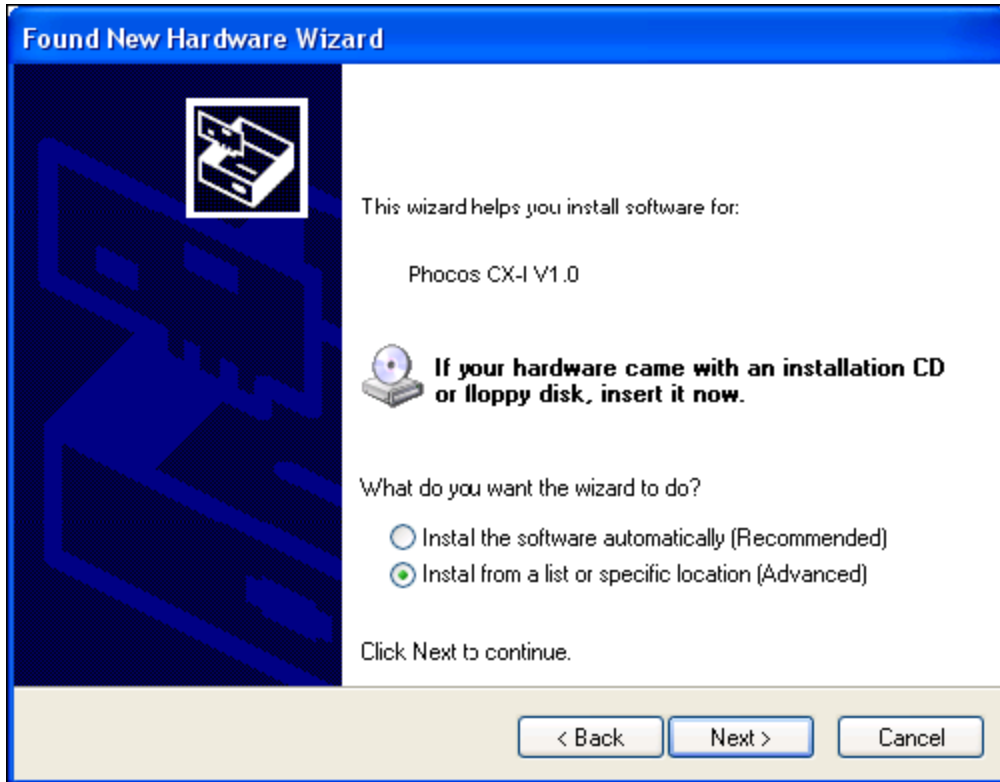 Found New Hardware Wizard
This wizard helps you install software for:
Phocos CX-I V1.0
If your hardware came with an installation CD
or floppy disk, insert it now.
What do you want the wizard to do?
Instal the software automatically (Recommended)
Instal from a list or specific location (Advanced)
Click Next to continue.
< Back
Next >
Cancel